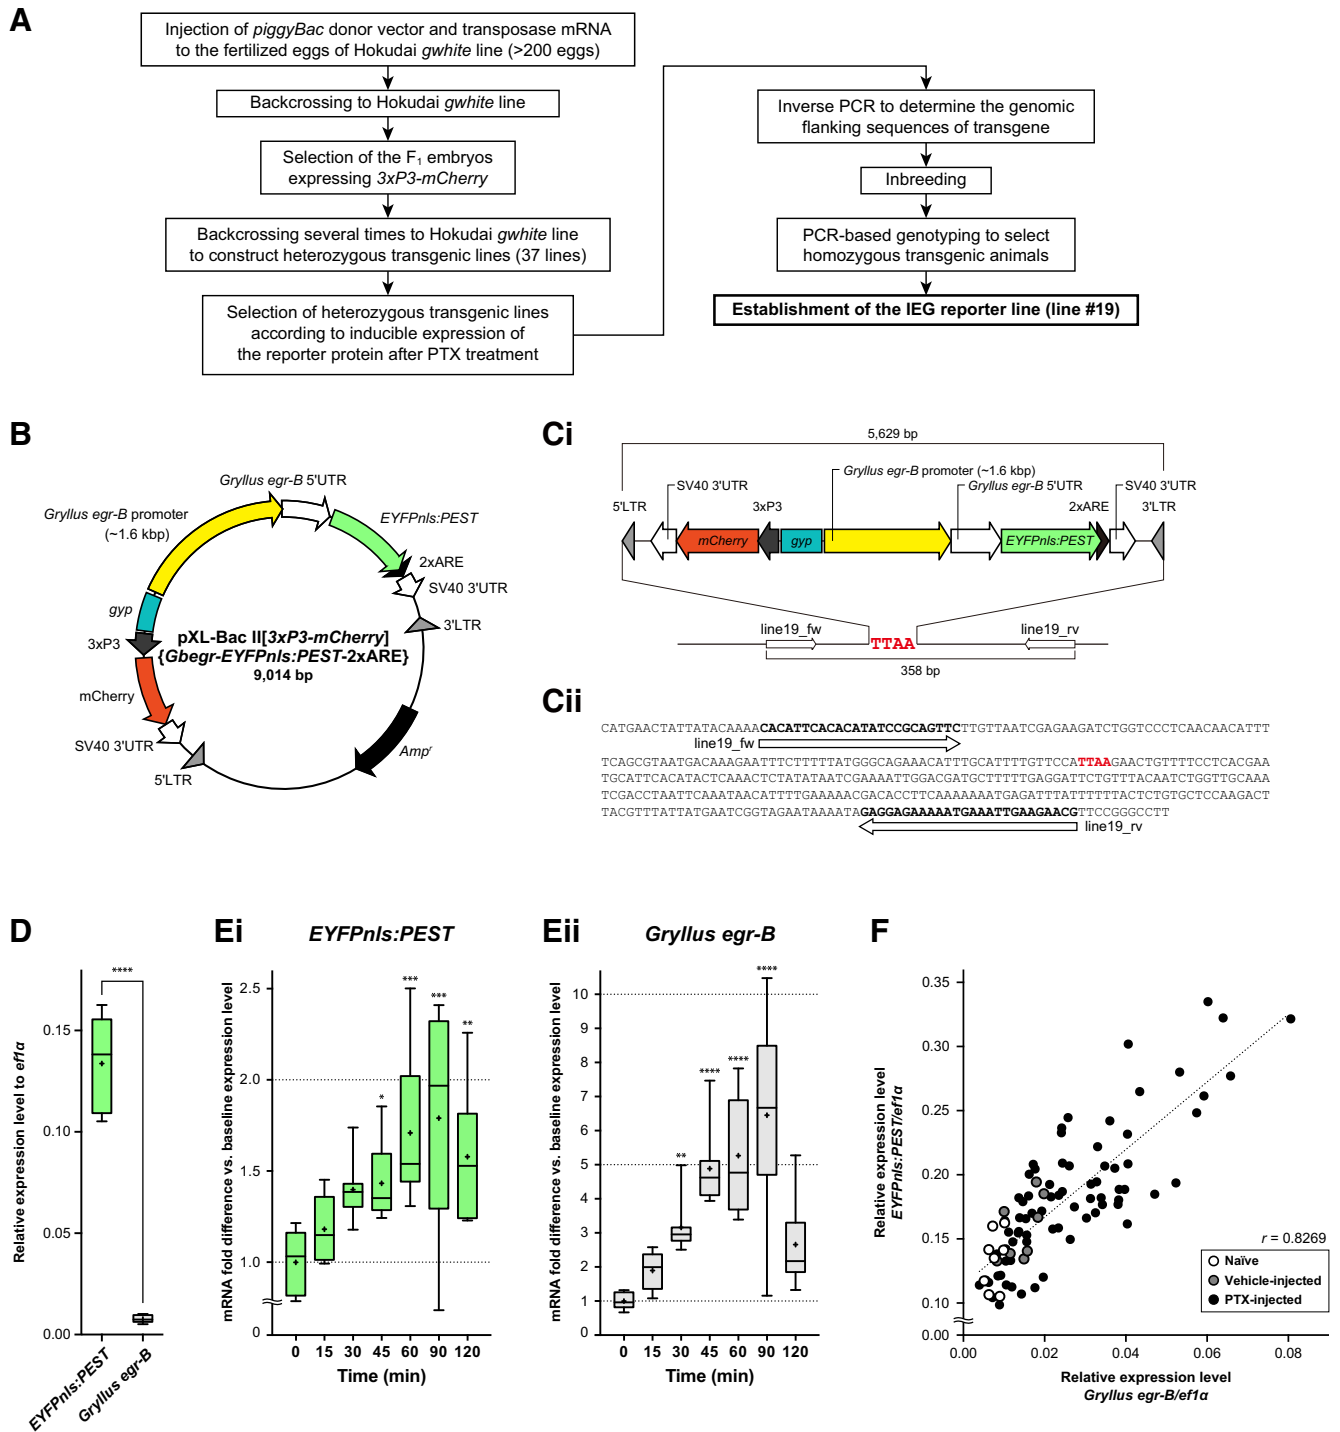 A
Injection of piggyBac donor vector and transposase mRNA
to the fertilized eggs of Hokudai gwhite line (>200 eggs)
Backcrossing to Hokudai gwhite line
Selection of the F1 embryos
expressing 3xP3-mCherry
Backcrossing several times to Hokudai gwhite line
to construct heterozygous transgenic lines (37 lines)
Selection of heterozygous transgenic lines
according to inducible expression of
the reporter protein after PTX treatment
Inverse PCR to determine the genomic
flanking sequences of transgene
Inbreeding
PCR-based genotyping to select
homozygous transgenic animals
Establishment of the IEG reporter line (line #19)
B
Gryllus egr-B 5'UTR
Gryllus egr-B promoter
(~1.6 kbp)
EYFPnls:PEST
2xARE
SV40 3'UTR
3'LTR
gyp
3xP3
mCherry
SV40 3'UTR
5'LTR
Ampr
pXL-Bac II[3xP3-mCherry]
{Gbegr-EYFPnls:PEST-2xARE}
9,014 bp
Ci
5,629 bp
Gryllus egr-B promoter (~1.6 kbp)
SV40 3'UTR
Gryllus egr-B 5'UTR
SV40 3'UTR
5'LTR
3xP3
2xARE
3'LTR
mCherry
gyp
EYFPnls:PEST
line19_fw
TTAA
line19_rv
358 bp
Cii
CATGAACTATTATACAAAACACATTCACACATATCCGCAGTTCTTGTTAATCGAGAAGATCTGGTCCCTCAACAACATTT
line19_fw
TCAGCGTAATGACAAAGAATTTCTTTTTATGGGCAGAAACATTTGCATTTTGTTCCATTAAGAACTGTTTTCCTCACGAA
TGCATTCACATACTCAAACTCTATATAATCGAAAATTGGACGATGCTTTTTGAGGATTCTGTTTACAATCTGGTTGCAAA
TCGACCTAATTCAAATAACATTTTGAAAAACGACACCTTCAAAAAAATGAGATTTATTTTTTACTCTGTGCTCCAAGACT
TACGTTTATTATGAATCGGTAGAATAAAATAGAGGAGAAAAATGAAATTGAAGAACGTTCCGGGCCTT
line19_rv
D
Relative expression level to ef1α
0.15
0.10
0.05
0.00
****
EYFPnls:PEST
Gryllus egr-B
Ei
EYFPnls:PEST
mRNA fold difference vs. baseline expression level
2.5
2.0
1.5
1.0
0
*
***
***
**
0 15 30 45 60 90 120
Time (min)
Eii
Gryllus egr-B
mRNA fold difference vs. baseline expression level
10
9
8
7
6
5
4
3
2
1
0
**
****
****
****
0 15 30 45 60 90 120
Time (min)
F
Relative expression level
EYFPnls:PEST/ef1α
0.35
0.30
0.25
0.20
0.15
0.10
0.00
r = 0.8269
Naïve
Vehicle-injected
PTX-injected
0.00 0.02 0.04 0.06 0.08
Relative expression level
Gryllus egr-B/ef1α